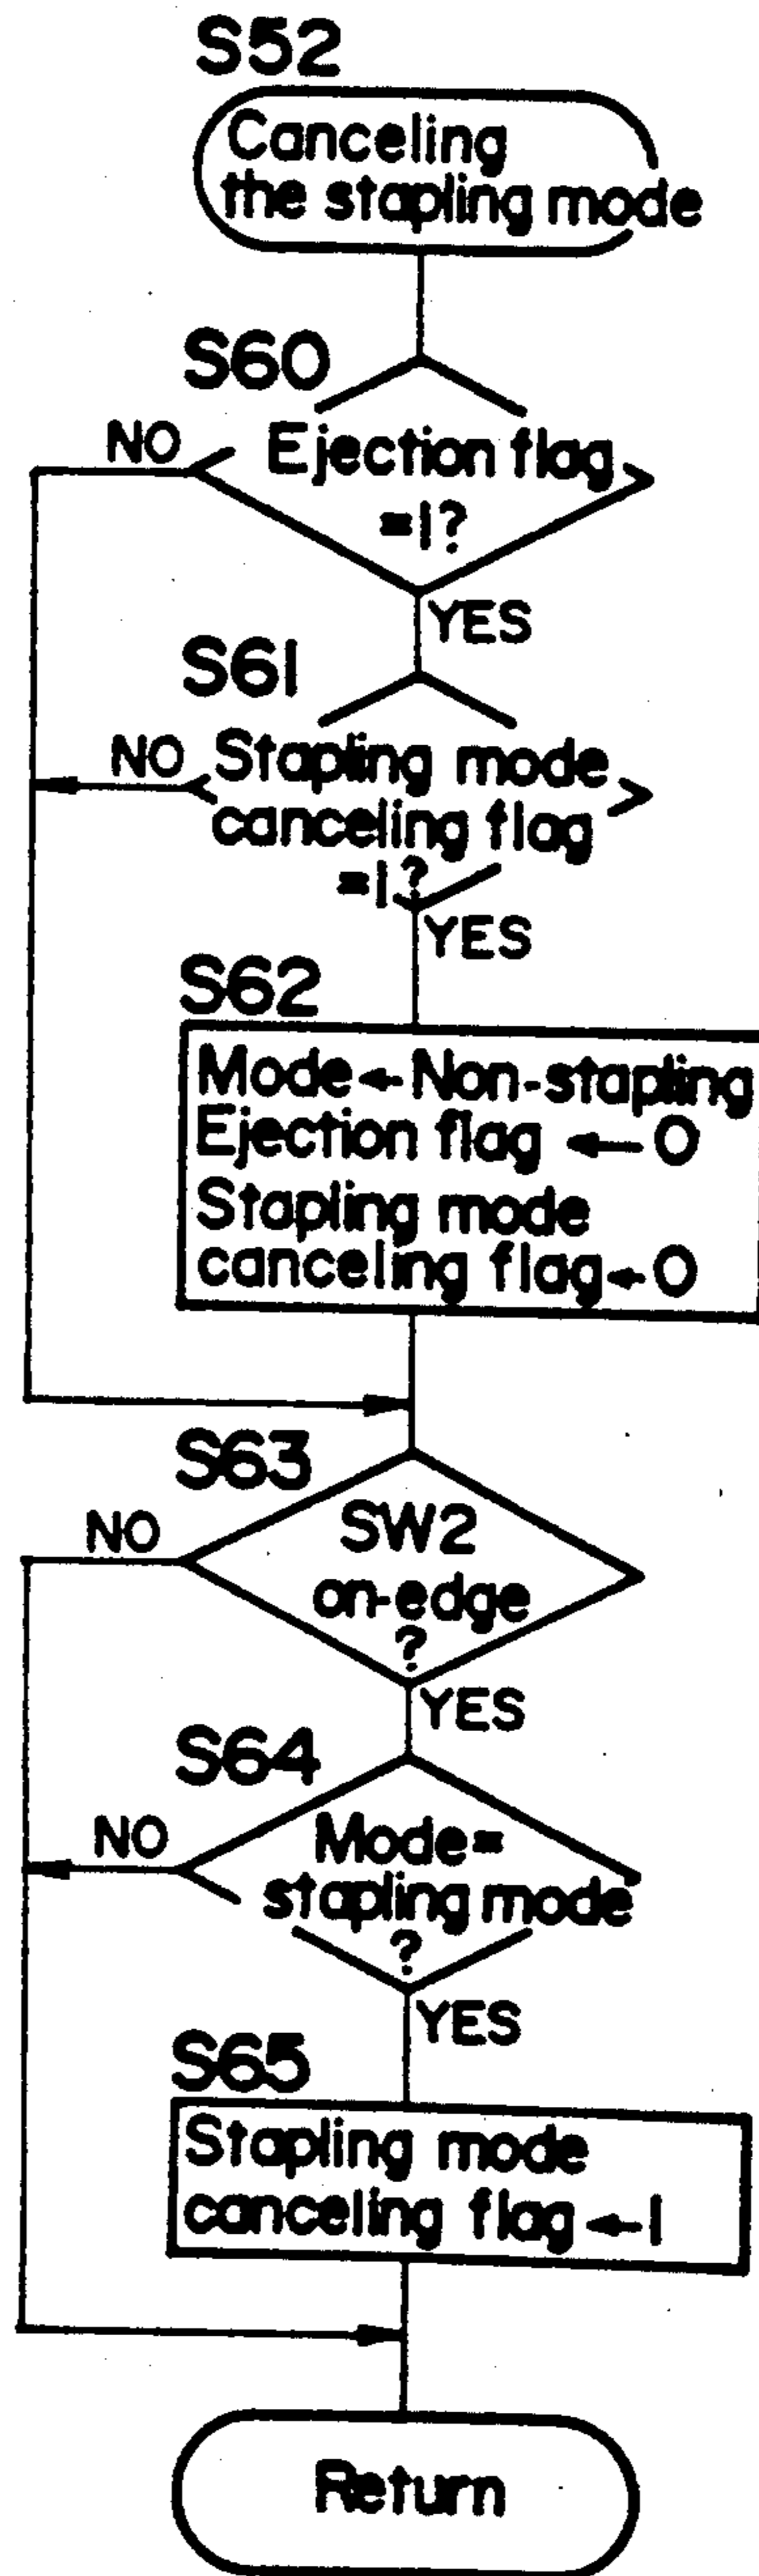 S52
Canceling
the stapling mode
S60
NO
Ejection flag
=1?
YES
S61
NO
Stapling mode
canceling flag
=1?
YES
S62
Mode ← Non-stapling
Ejection flag ← 0
Stapling mode
canceling flag ← 0
S63
NO
SW2
on-edge
?
YES
S64
NO
Mode=
stapling mode
?
YES
S65
Stapling mode
canceling flag ← 1
Return